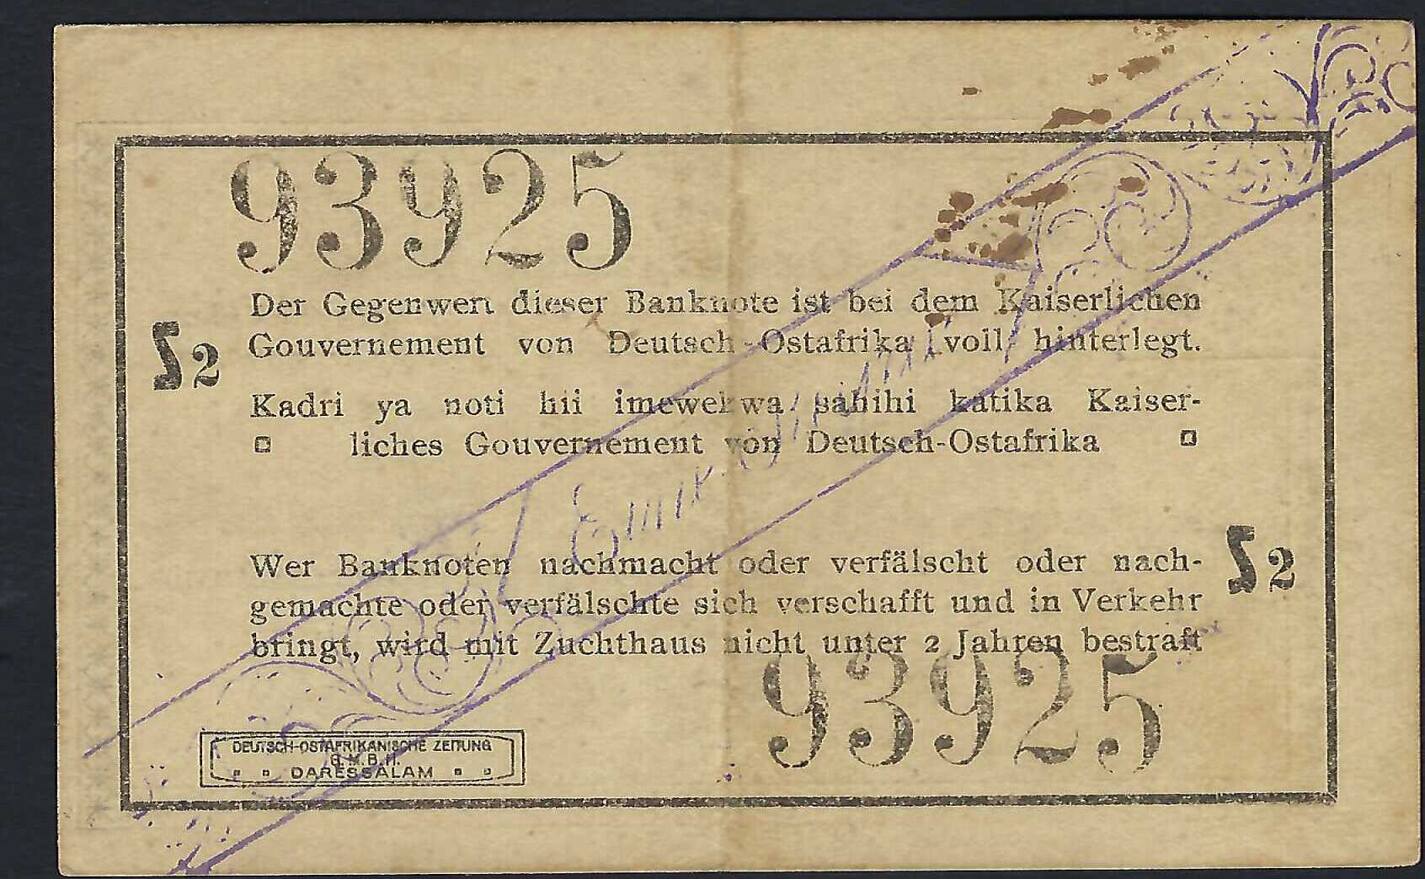 93925
Der Gegenwert dieser Banknote ist bei dem Kaiserlichen
Gouvernement von Deutsch-Ostafrika voll hinterlegt.
S2
Kadri ya noti hii imewekwa sahihi katika Kaiser-
liches Gouvernement von Deutsch-Ostafrika
Wer Banknoten nachmacht oder verfälscht oder nach-
gemachte oder verfälschte sich verschafft und in Verkehr
bringt, wird mit Zuchthaus nicht unter 2 Jahren bestraft
S2
93925
DEUTSCH-OSTAFRIKANISCHE ZEITUNG
G.M.B.H.
DARESSALAM